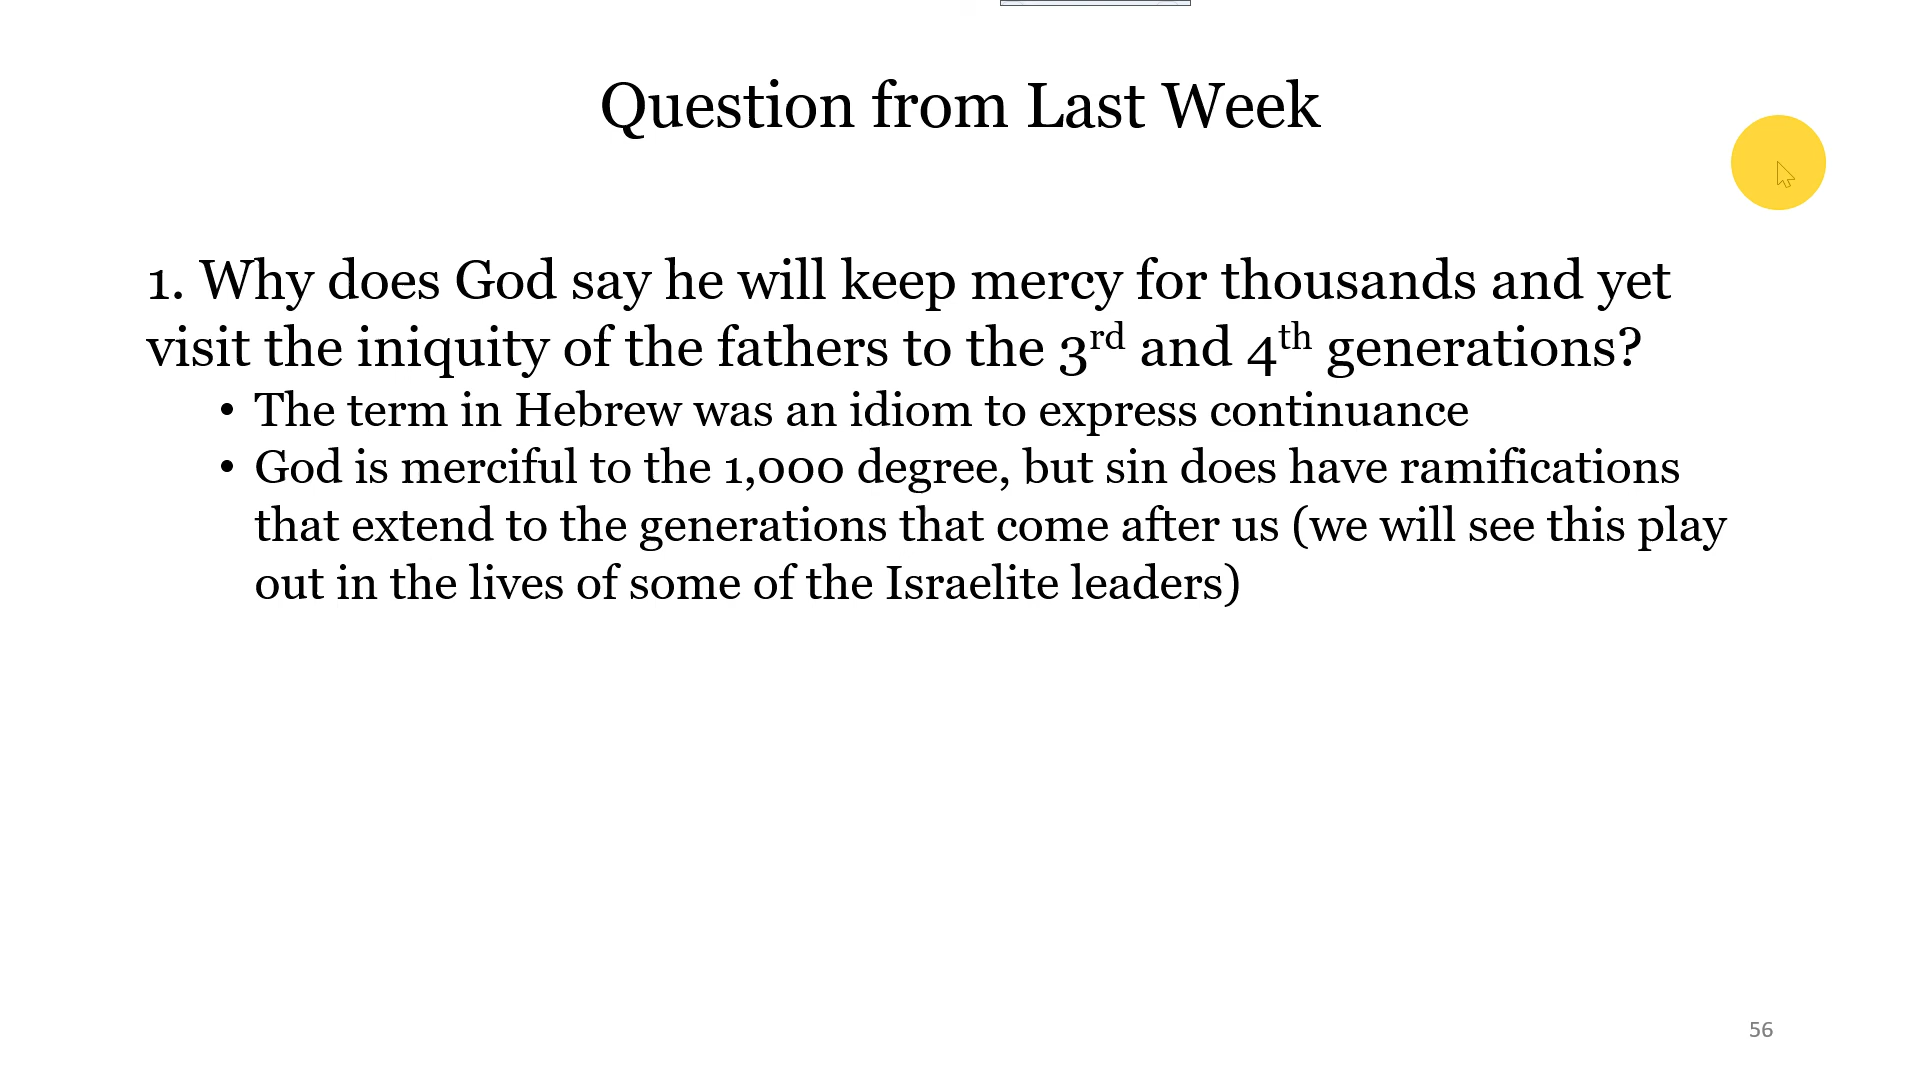 Question from Last Week
1. Why does God say he will keep mercy for thousands and yet
visit the iniquity of the fathers to the 3rd and 4th generations?
• The term in Hebrew was an idiom to express continuance
• God is merciful to the 1,000 degree, but sin does have ramifications
that extend to the generations that come after us (we will see this play
out in the lives of some of the Israelite leaders)
56